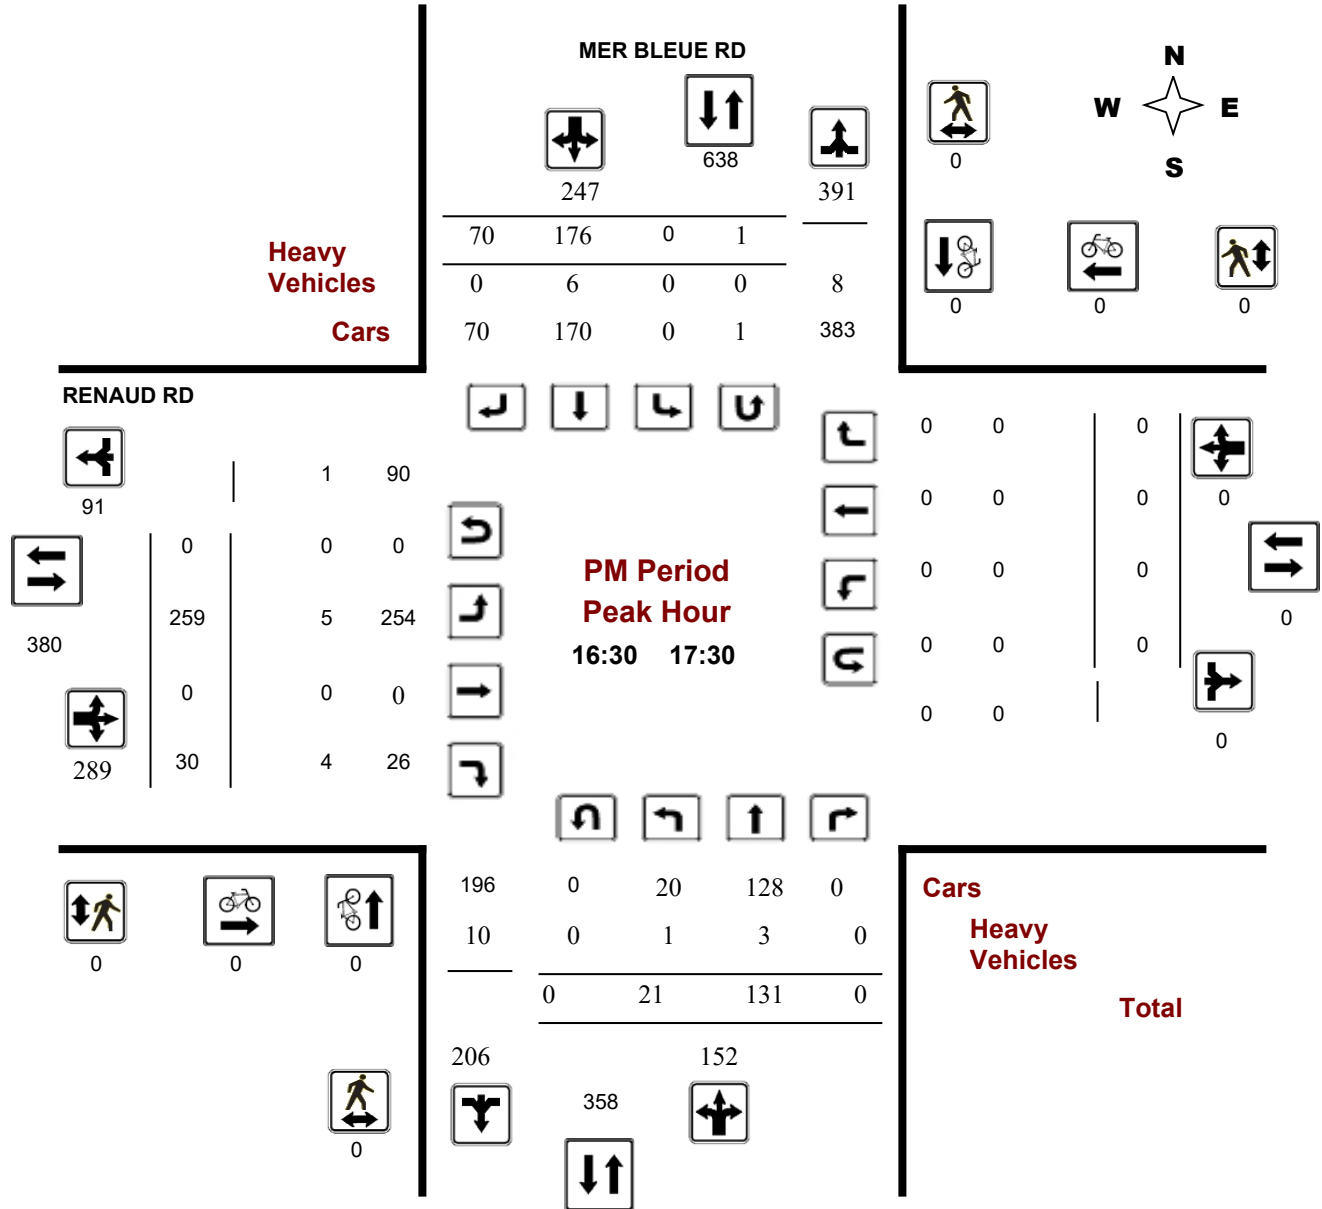 MER BLEUE RD
N
W E
S
638
0
247 391
70 176 0 1
Heavy
Vehicles
0 6 0 0 8
0 0 0
Cars 70 170 0 1 383
RENAUD RD
0 0 0
1 90
91
0 0 0 0
0 0 0
PM Period
0 0 0
Peak Hour
259 5 254
0
380
16:30 17:30
0 0 0
0 0 0
0 0
0
289 30 4 26
196 0 20 128 0 Cars
10 0 1 3 0 Heavy
Vehicles
0 0 0
0 21 131 0
Total
206 152
358
0